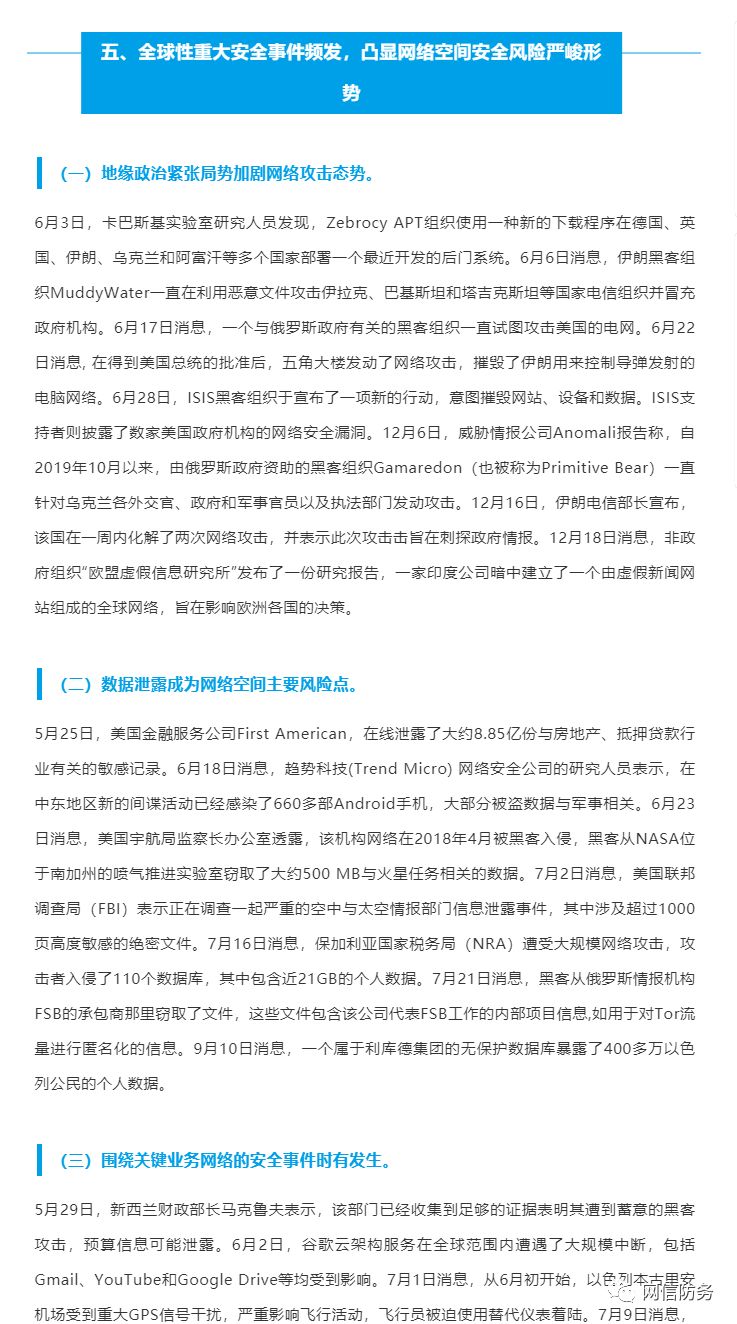 五、全球性重大安全事件频发，凸显网络空间安全风险严峻形
势
（一）地缘政治紧张局势加剧网络攻击态势。
6月3日，卡巴斯基实验室研究人员发现，Zebrocy APT组织使用一种新的下载程序在德国、英
国、伊朗、乌克兰和阿富汗等多个国家部署一个最近开发的后门系统。6月6日消息，伊朗黑客组
织MuddyWater一直在利用恶意文件攻击伊拉克、巴基斯坦和塔吉克斯坦等国家电信组织并冒充
政府机构。6月17日消息，一个与俄罗斯政府有关的黑客组织一直试图攻击美国的电网。6月22
日消息, 在得到美国总统的批准后，五角大楼发动了网络攻击，摧毁了伊朗用来控制导弹发射的
电脑网络。6月28日，ISIS黑客组织于宣布了一项新的行动，意图摧毁网站、设备和数据。ISIS支
持者则披露了数家美国政府机构的网络安全漏洞。12月6日，威胁情报公司Anomali报告称，自
2019年10月以来，由俄罗斯政府资助的黑客组织Gamaredon（也被称为Primitive Bear）一直
针对乌克兰各外交官、政府和军事官员以及执法部门发动攻击。12月16日，伊朗电信部长宣布，
该国在一周内化解了两次网络攻击，并表示此次攻击击旨在刺探政府情报。12月18日消息，非政
府组织“欧盟虚假信息研究所”发布了一份研究报告，一家印度公司暗中建立了一个由虚假新闻网
站组成的全球网络，旨在影响欧洲各国的决策。
（二）数据泄露成为网络空间主要风险点。
5月25日，美国金融服务公司First American，在线泄露了大约8.85亿份与房地产、抵押贷款行
业有关的敏感记录。6月18日消息，趋势科技(Trend Micro) 网络安全公司的研究人员表示，在
中东地区新的间谍活动已经感染了660多部Android手机，大部分被盗数据与军事相关。6月23
日消息，美国宇航局监察长办公室透露，该机构网络在2018年4月被黑客入侵，黑客从NASA位
于南加州的喷气推进实验室窃取了大约500 MB与火星任务相关的数据。7月2日消息，美国联邦
调查局（FBI）表示正在调查一起严重的空中与太空情报部门信息泄露事件，其中涉及超过1000
页高度敏感的绝密文件。7月16日消息，保加利亚国家税务局（NRA）遭受大规模网络攻击，攻
击者入侵了110个数据库，其中包含近21GB的个人数据。7月21日消息，黑客从俄罗斯情报机构
FSB的承包商那里窃取了文件，这些文件包含该公司代表FSB工作的内部项目信息,如用于对Tor流
量进行匿名化的信息。9月10日消息，一个属于利库德集团的无保护数据库暴露了400多万以色
列公民的个人数据。
（三）围绕关键业务网络的安全事件时有发生。
5月29日，新西兰财政部长马克鲁夫表示，该部门已经收集到足够的证据表明其遭到蓄意的黑客
攻击，预算信息可能泄露。6月2日，谷歌云架构服务在全球范围内遭遇了大规模中断，包括
Gmail、YouTube和Google Drive等均受到影响。7月1日消息，从6月初开始，以色列本古里安
机场受到重大GPS信号干扰，严重影响飞行活动，飞行员被迫使用替代仪表着陆。7月9日消息，
网信防务